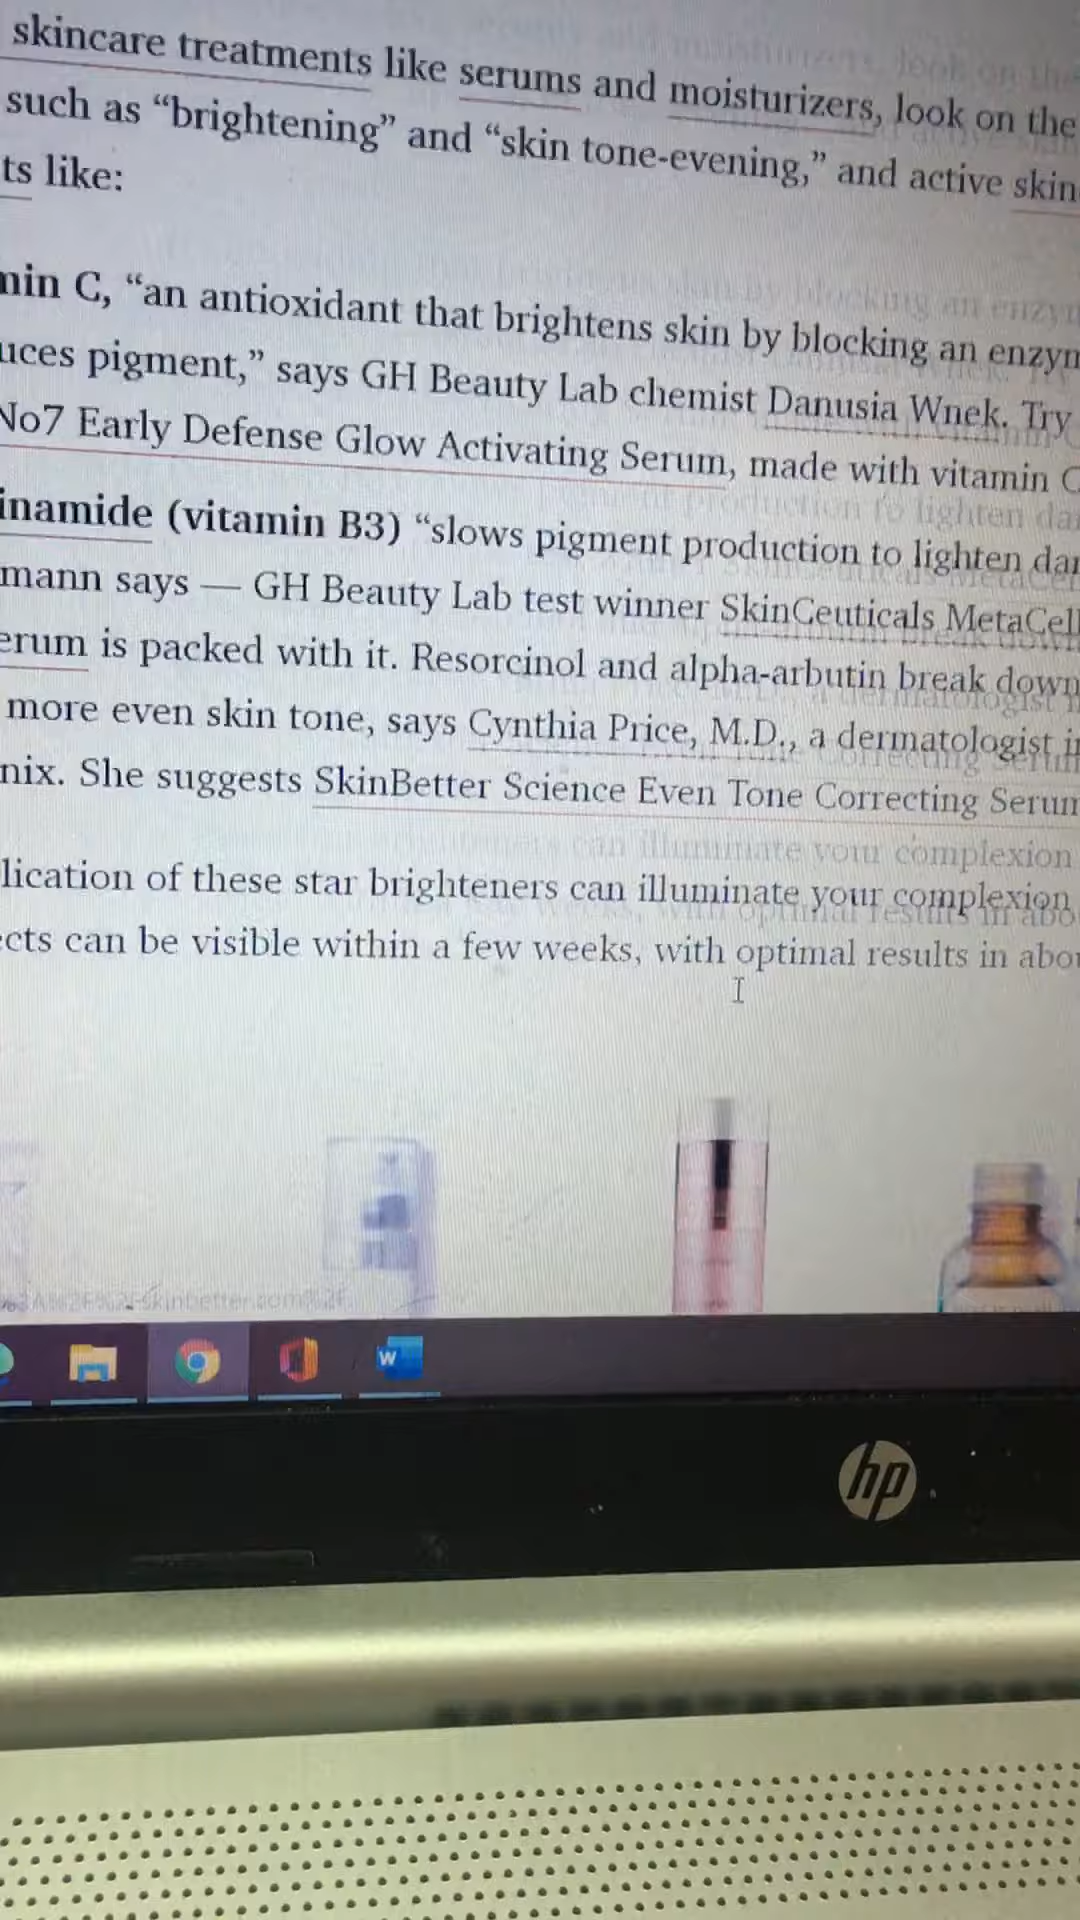 skincare treatments like serums and moisturizers, look on the
such as “brightening” and “skin tone-evening,” and active skin
ts like:
min C, “an antioxidant that brightens skin by blocking an enzym
uces pigment,” says GH Beauty Lab chemist Danusia Wnek. Try
No7 Early Defense Glow Activating Serum, made with vitamin C
inamide (vitamin B3) “slows pigment production to lighten dar
mann says — GH Beauty Lab test winner SkinCeuticals MetaCell
erum is packed with it. Resorcinol and alpha-arbutin break down
more even skin tone, says Cynthia Price, M.D., a dermatologist in
nix. She suggests SkinBetter Science Even Tone Correcting Serum
lication of these star brighteners can illuminate your complexion
ects can be visible within a few weeks, with optimal results in abou
W
hp